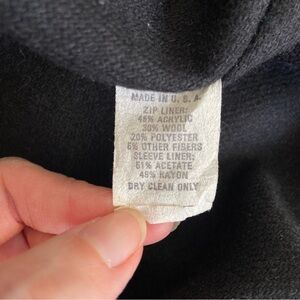 MADE IN U. S. A.
ZIP LINER:
45% ACRYLIC
30% WOOL
20% POLYESTER
5% OTHER FIBERS
SLEEVE LINER:
51% ACETATE
49% RAYON
DRY CLEAN ONLY